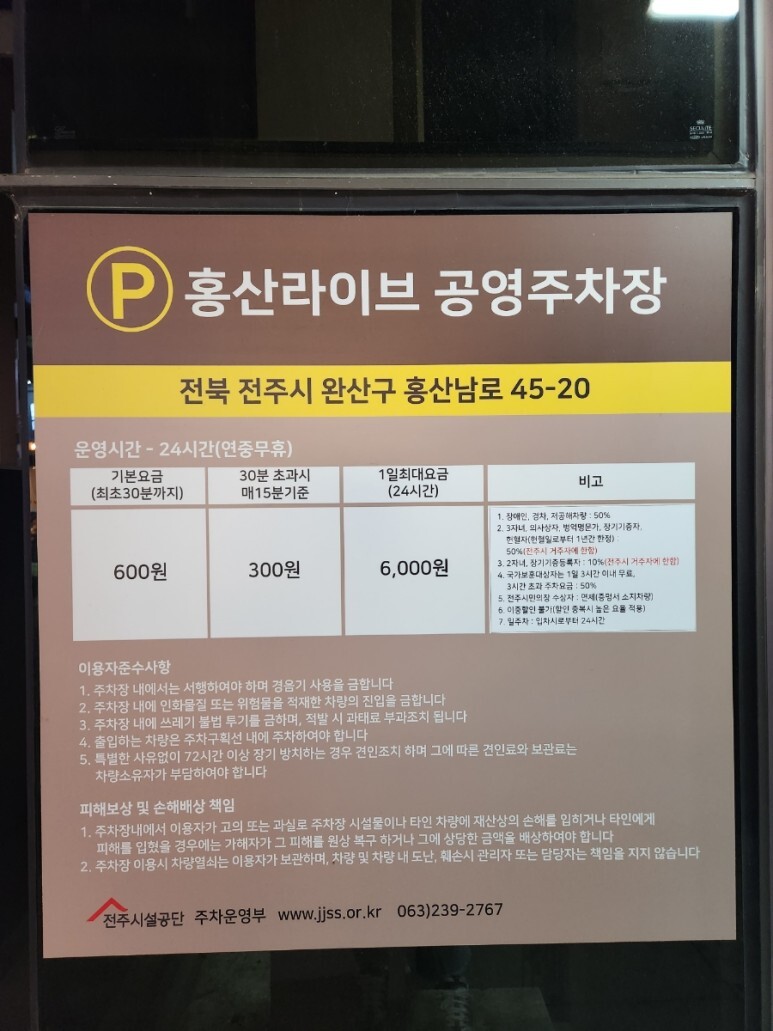 P 홍산라이브 공영주차장
전북 전주시 완산구 홍산남로 45-20
운영시간 - 24시간(연중무휴)
기본요금
(최초30분까지)
30분 초과시
매15분기준
1일최대요금
(24시간)
비고
600원
300원
6,000원
1. 장애인, 경차, 저공해차량 : 50%
2. 3자녀, 의사상자, 병역명문가, 장기기증자,
헌혈자(헌혈일로부터 1년간 한정) :
50%(전주시 거주자에 한함)
3. 2자녀, 장기기증등록자 : 10%(전주시 거주자에 한함)
4. 국가보훈대상자는 1일 3시간 이내 무료,
3시간 초과 주차요금 : 50%
5. 전주시민의장 수상자 : 면제(증명서 소지차량)
6. 이중할인 불가(할인 중복시 높은 요율 적용)
7. 일주차 : 입차시로부터 24시간
이용자준수사항
1. 주차장 내에서는 서행하여야 하며 경음기 사용을 금합니다
2. 주차장 내에 인화물질 또는 위험물을 적재한 차량의 진입을 금합니다
3. 주차장 내에 쓰레기 불법 투기를 금하며, 적발 시 과태료 부과조치 됩니다
4. 출입하는 차량은 주차구획선 내에 주차하여야 합니다
5. 특별한 사유없이 72시간 이상 장기 방치하는 경우 견인조치 하며 그에 따른 견인료와 보관료는
차량소유자가 부담하여야 합니다
피해보상 및 손해배상 책임
1. 주차장내에서 이용자가 고의 또는 과실로 주차장 시설물이나 타인 차량에 재산상의 손해를 입히거나 타인에게
피해를 입혔을 경우에는 가해자가 그 피해를 원상 복구 하거나 그에 상당한 금액을 배상하여야 합니다
2. 주차장 이용시 차량열쇠는 이용자가 보관하며, 차량 및 차량 내 도난, 훼손시 관리자 또는 담당자는 책임을 지지 않습니다
전주시설공단 주차운영부 www.jjss.or.kr 063)239-2767